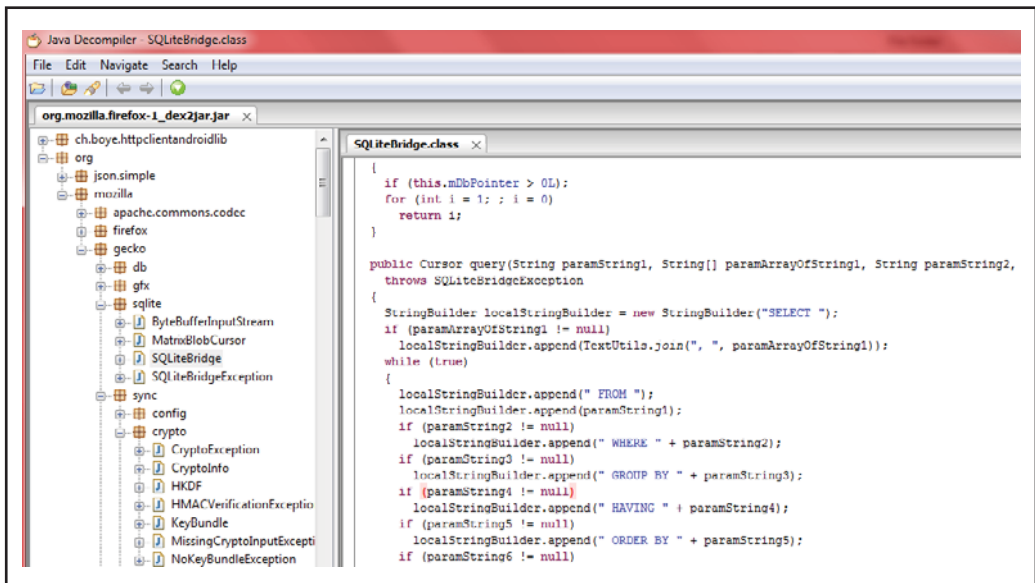 Java Decompiler - SQLiteBridge.class
File Edit Navigate Search Help
org.mozilla.firefox-1_dex2jar.jar
ch.boye.httpclientandroidlib
org
json.simple
mozilla
apache.commons.codec
firefox
gecko
db
gfx
sqlite
ByteBufferInputStream
MatrixBlobCursor
SQLiteBridge
SQLiteBridgeException
sync
config
crypto
CryptoException
CryptoInfo
HKDF
HMACVerificationExceptio
KeyBundle
MissingCryptoInputExcepti
NoKeyBundleException
SQLiteBridge.class
{
if (this.mDbPointer > 0L);
for (int i = 1; ; i = 0)
return i;
}
public Cursor query(String paramString1, String[] paramArrayOfString1, String paramString2,
throws SQLiteBridgeException
{
StringBuilder localStringBuilder = new StringBuilder("SELECT ");
if (paramArrayOfString1 != null)
localStringBuilder.append(TextUtils.join(", ", paramArrayOfString1));
while (true)
{
localStringBuilder.append(" FROM ");
localStringBuilder.append(paramString1);
if (paramString2 != null)
localStringBuilder.append(" WHERE " + paramString2);
if (paramString3 != null)
localStringBuilder.append(" GROUP BY " + paramString3);
if (paramString4 != null)
localStringBuilder.append(" HAVING " + paramString4);
if (paramString5 != null)
localStringBuilder.append(" ORDER BY " + paramString5);
if (paramString6 != null)